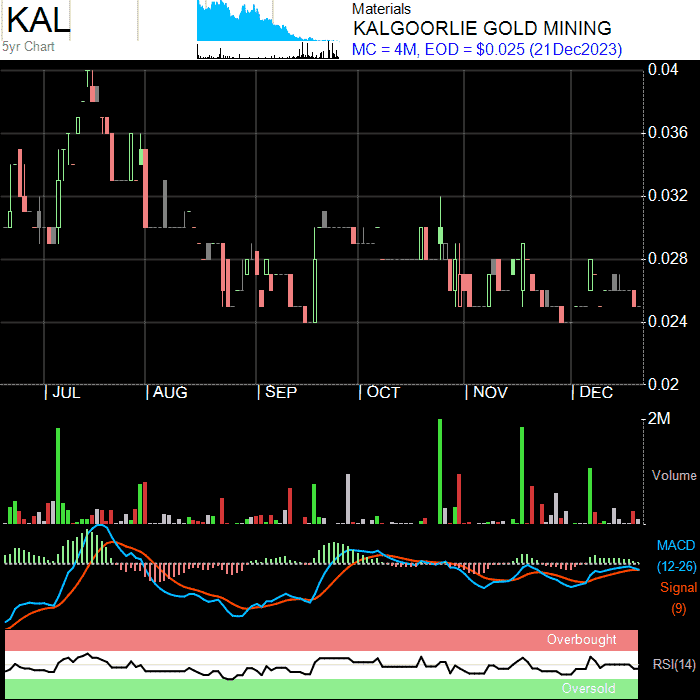 KAL
5yr Chart
Materials
KALGOORLIE GOLD MINING
MC = 4M, EOD = $0.025 (21Dec2023)
0.04
0.036
0.032
0.028
0.024
0.02
JUL AUG SEP OCT NOV DEC
2M
Volume
MACD
(12-26)
Signal
(9)
Overbought
RSI(14)
Oversold